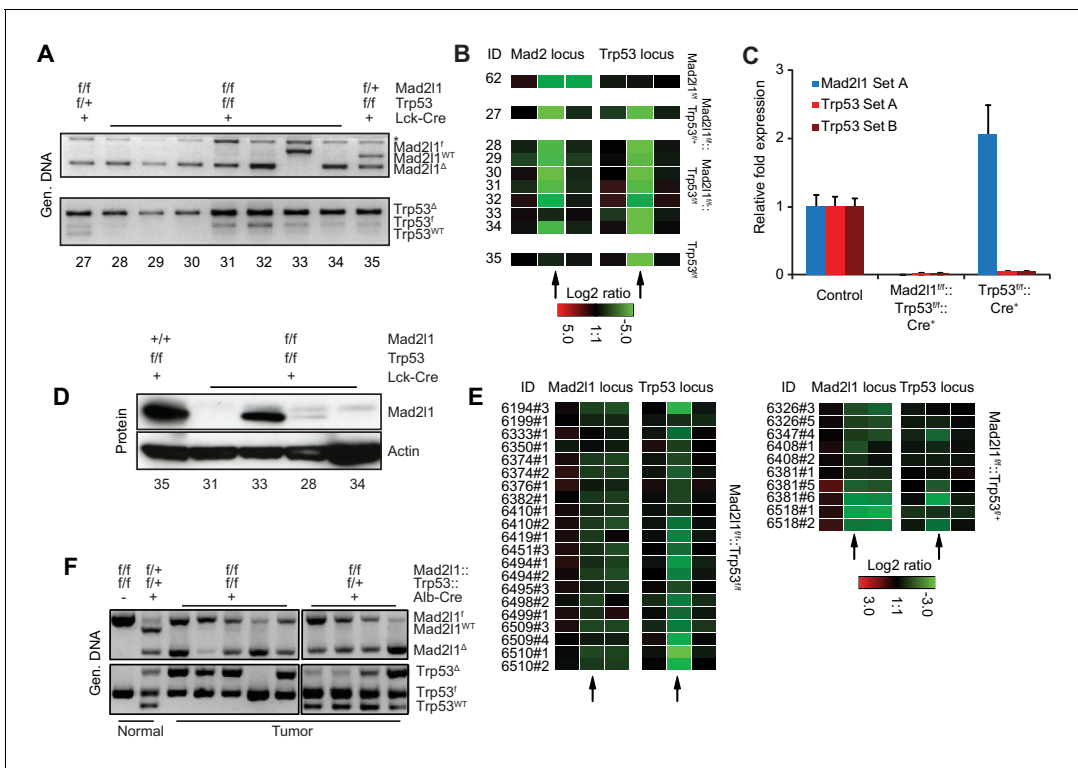 A
f/f f/f f/+ Mad2l1
f/+ f/f f/f Trp53
+ + + Lck-Cre
Gen. DNA
*
Mad2l1f
Mad2l1WT
Mad2l1Δ
Trp53Δ
Trp53f
Trp53WT
27 28 29 30 31 32 33 34 35
B
ID Mad2 locus Trp53 locus
62
27
28
29
30
31
32
33
34
35
Mad2l1f/f
Mad2l1f/f::
Trp53f/+
Mad2l1f/f::
Trp53f/f
Trp53f/f
Log2 ratio
5.0 1:1 -5.0
C
Relative fold expression
3
2
1
0
Mad2l1 Set A
Trp53 Set A
Trp53 Set B
Control
Mad2l1f/f::
Trp53f/f::
Cre+
Trp53f/f::
Cre+
D
+/+ f/f Mad2l1
f/f f/f Trp53
+ + Lck-Cre
Protein
Mad2l1
Actin
35 31 33 28 34
E
ID Mad2l1 locus Trp53 locus
6194#3
6199#1
6333#1
6350#1
6374#1
6374#2
6376#1
6382#1
6410#1
6410#2
6419#1
6451#3
6494#1
6494#2
6495#3
6498#2
6499#1
6509#3
6509#4
6510#1
6510#2
Mad2l1f/f::Trp53f/f
ID Mad2l1 locus Trp53 locus
6326#3
6326#5
6347#4
6408#1
6408#2
6381#1
6381#5
6381#6
6518#1
6518#2
Mad2l1f/f::Trp53f/+
Log2 ratio
3.0 1:1 -3.0
F
f/f f/+ f/f f/f Mad2l1::
f/f f/+ f/f f/+ Trp53::
- + + + Alb-Cre
Gen. DNA
Mad2l1f
Mad2l1WT
Mad2l1Δ
Trp53Δ
Trp53f
Trp53WT
Normal Tumor